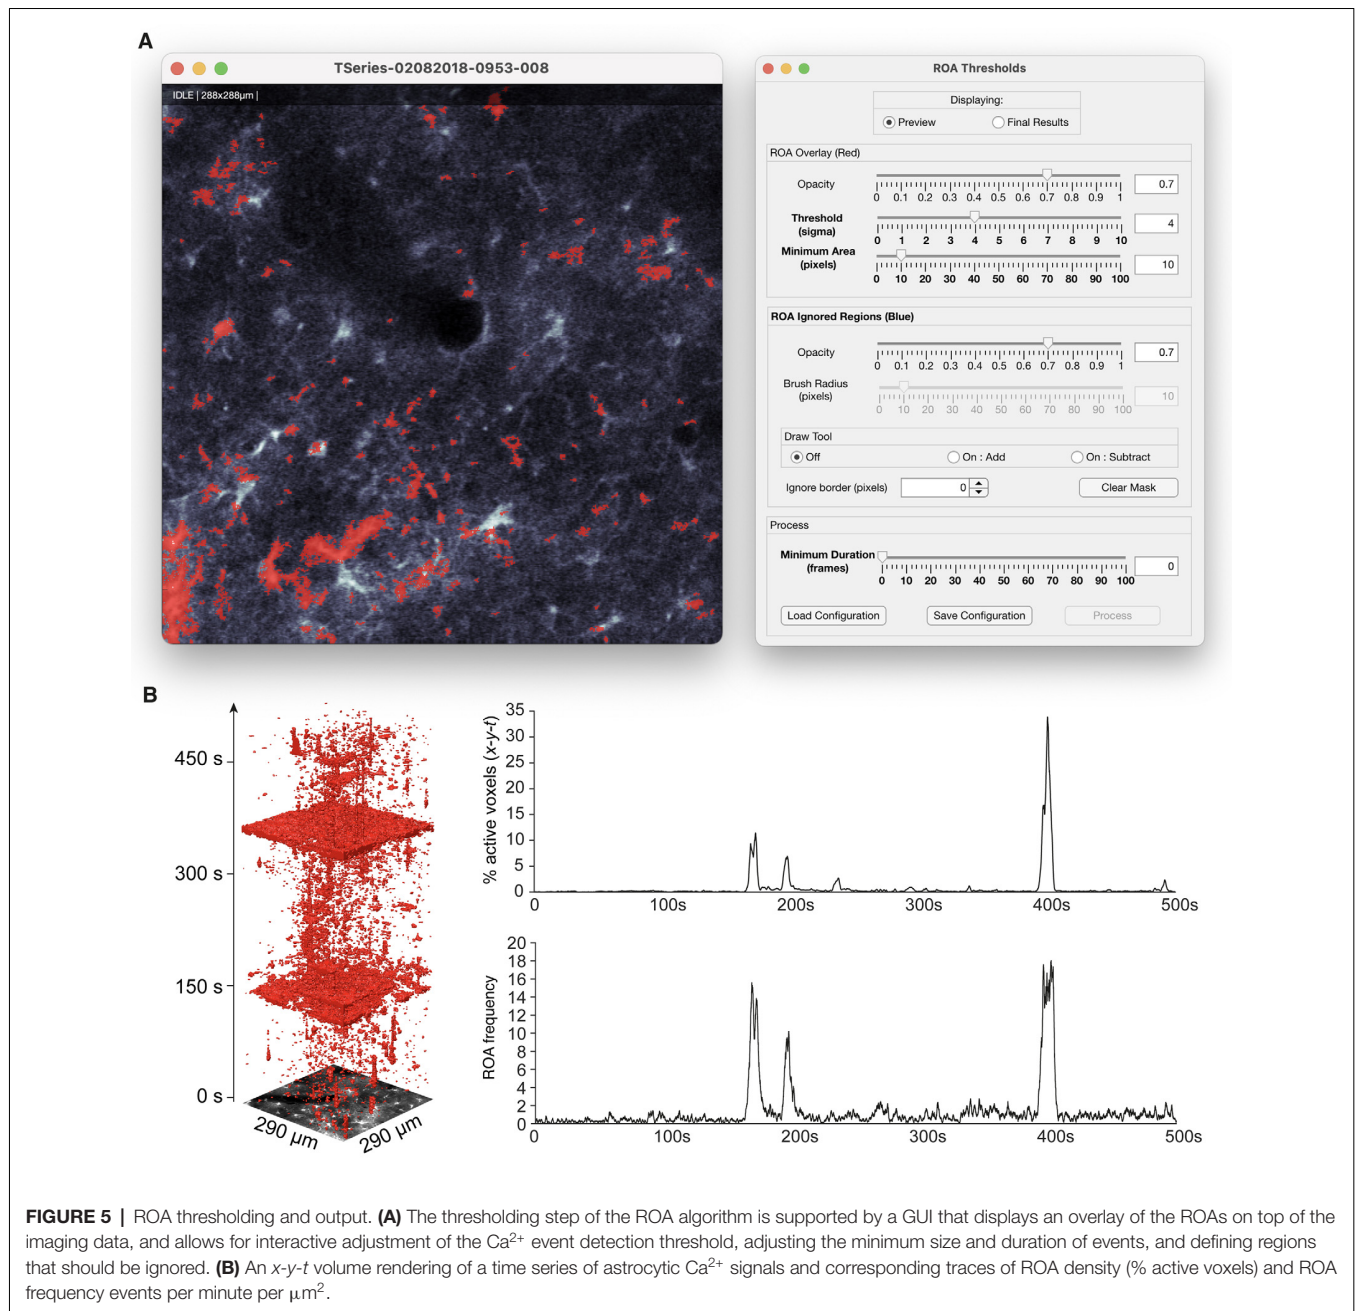 A
TSeries-02082018-0953-008
IDLE | 288x288µm |
ROA Thresholds
Displaying:
Preview
Final Results
ROA Overlay (Red)
Opacity
0 0.1 0.2 0.3 0.4 0.5 0.6 0.7 0.8 0.9 1
0.7
Threshold
(sigma)
0 1 2 3 4 5 6 7 8 9 10
4
Minimum Area
(pixels)
0 10 20 30 40 50 60 70 80 90 100
10
ROA Ignored Regions (Blue)
Opacity
0 0.1 0.2 0.3 0.4 0.5 0.6 0.7 0.8 0.9 1
0.7
Brush Radius
(pixels)
0 10 20 30 40 50 60 70 80 90 100
10
Draw Tool
Off
On : Add
On : Subtract
Ignore border (pixels)
0
Clear Mask
Process
Minimum Duration
(frames)
0 10 20 30 40 50 60 70 80 90 100
0
Load Configuration
Save Configuration
Process
B
450 s
300 s
150 s
0 s
290 µm
290 µm
% active voxels (x-y-t)
35
30
25
20
15
10
5
0
0 100s 200s 300s 400s 500s
ROA frequency
20
18
16
14
12
10
8
6
4
2
0
0 100s 200s 300s 400s 500s
FIGURE 5 | ROA thresholding and output. (A) The thresholding step of the ROA algorithm is supported by a GUI that displays an overlay of the ROAs on top of the
imaging data, and allows for interactive adjustment of the Ca²⁺ event detection threshold, adjusting the minimum size and duration of events, and defining regions
that should be ignored. (B) An x-y-t volume rendering of a time series of astrocytic Ca²⁺ signals and corresponding traces of ROA density (% active voxels) and ROA
frequency events per minute per µm².